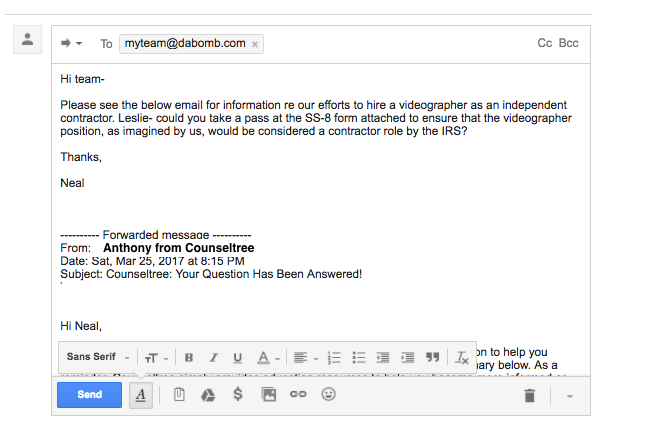 To myteam@dabomb.com × Cc Bcc
Hi team-
Please see the below email for information re our efforts to hire a videographer as an independent
contractor. Leslie- could you take a pass at the SS-8 form attached to ensure that the videographer
position, as imagined by us, would be considered a contractor role by the IRS?
Thanks,
Neal
---------- Forwarded message ----------
From: Anthony from Counseltree
Date: Sat, Mar 25, 2017 at 8:15 PM
Subject: Counseltree: Your Question Has Been Answered!
Hi Neal,
on to help you
Sans Serif
ary below. As a
Send